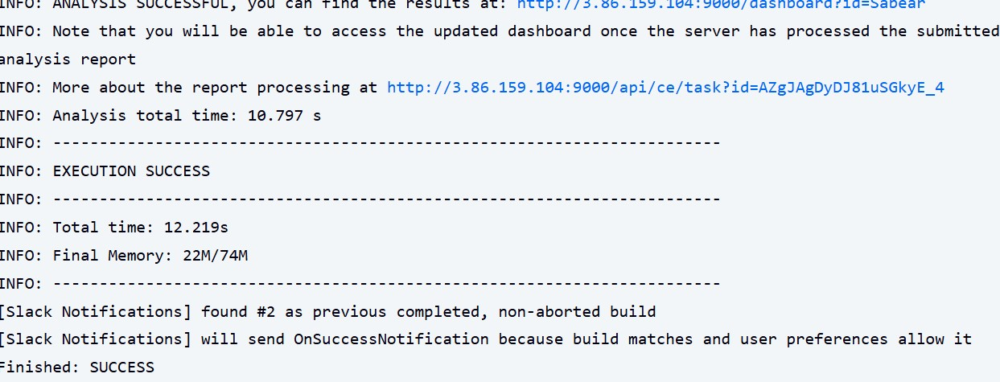 INFO: ANALYSIS SUCCESSFUL, you can find the results at: http://3.86.159.104:9000/dashboard?id=Sabear
INFO: Note that you will be able to access the updated dashboard once the server has processed the submitted
analysis report
INFO: More about the report processing at http://3.86.159.104:9000/api/ce/task?id=AZgJAgDyDJ81uSGkyE_4
INFO: Analysis total time: 10.797 s
INFO: ------------------------------------------------------------------------
INFO: EXECUTION SUCCESS
INFO: ------------------------------------------------------------------------
INFO: Total time: 12.219s
INFO: Final Memory: 22M/74M
INFO: ------------------------------------------------------------------------
[Slack Notifications] found #2 as previous completed, non-aborted build
[Slack Notifications] will send OnSuccessNotification because build matches and user preferences allow it
Finished: SUCCESS